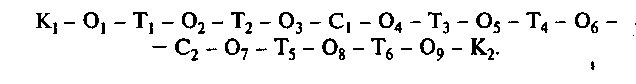 K₁ – O₁ – T₁ – O₂ – T₂ – O₃ – C₁ – O₄ – T₃ – O₅ – T₄ – O₆ –
– C₂ – O₇ – T₅ – O₈ – T₆ – O₉ – K₂.